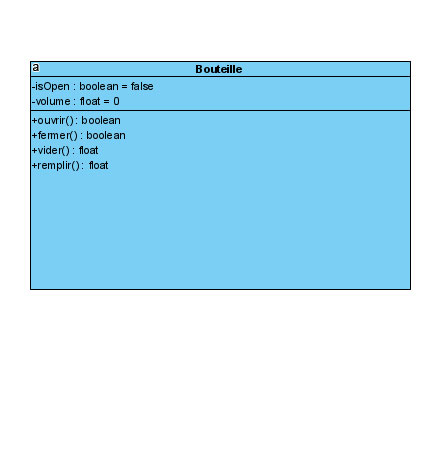 a
Bouteille
-isOpen : boolean = false
-volume : float = 0
+ouvrir() : boolean
+fermer() : boolean
+vider() : float
+remplir() : float